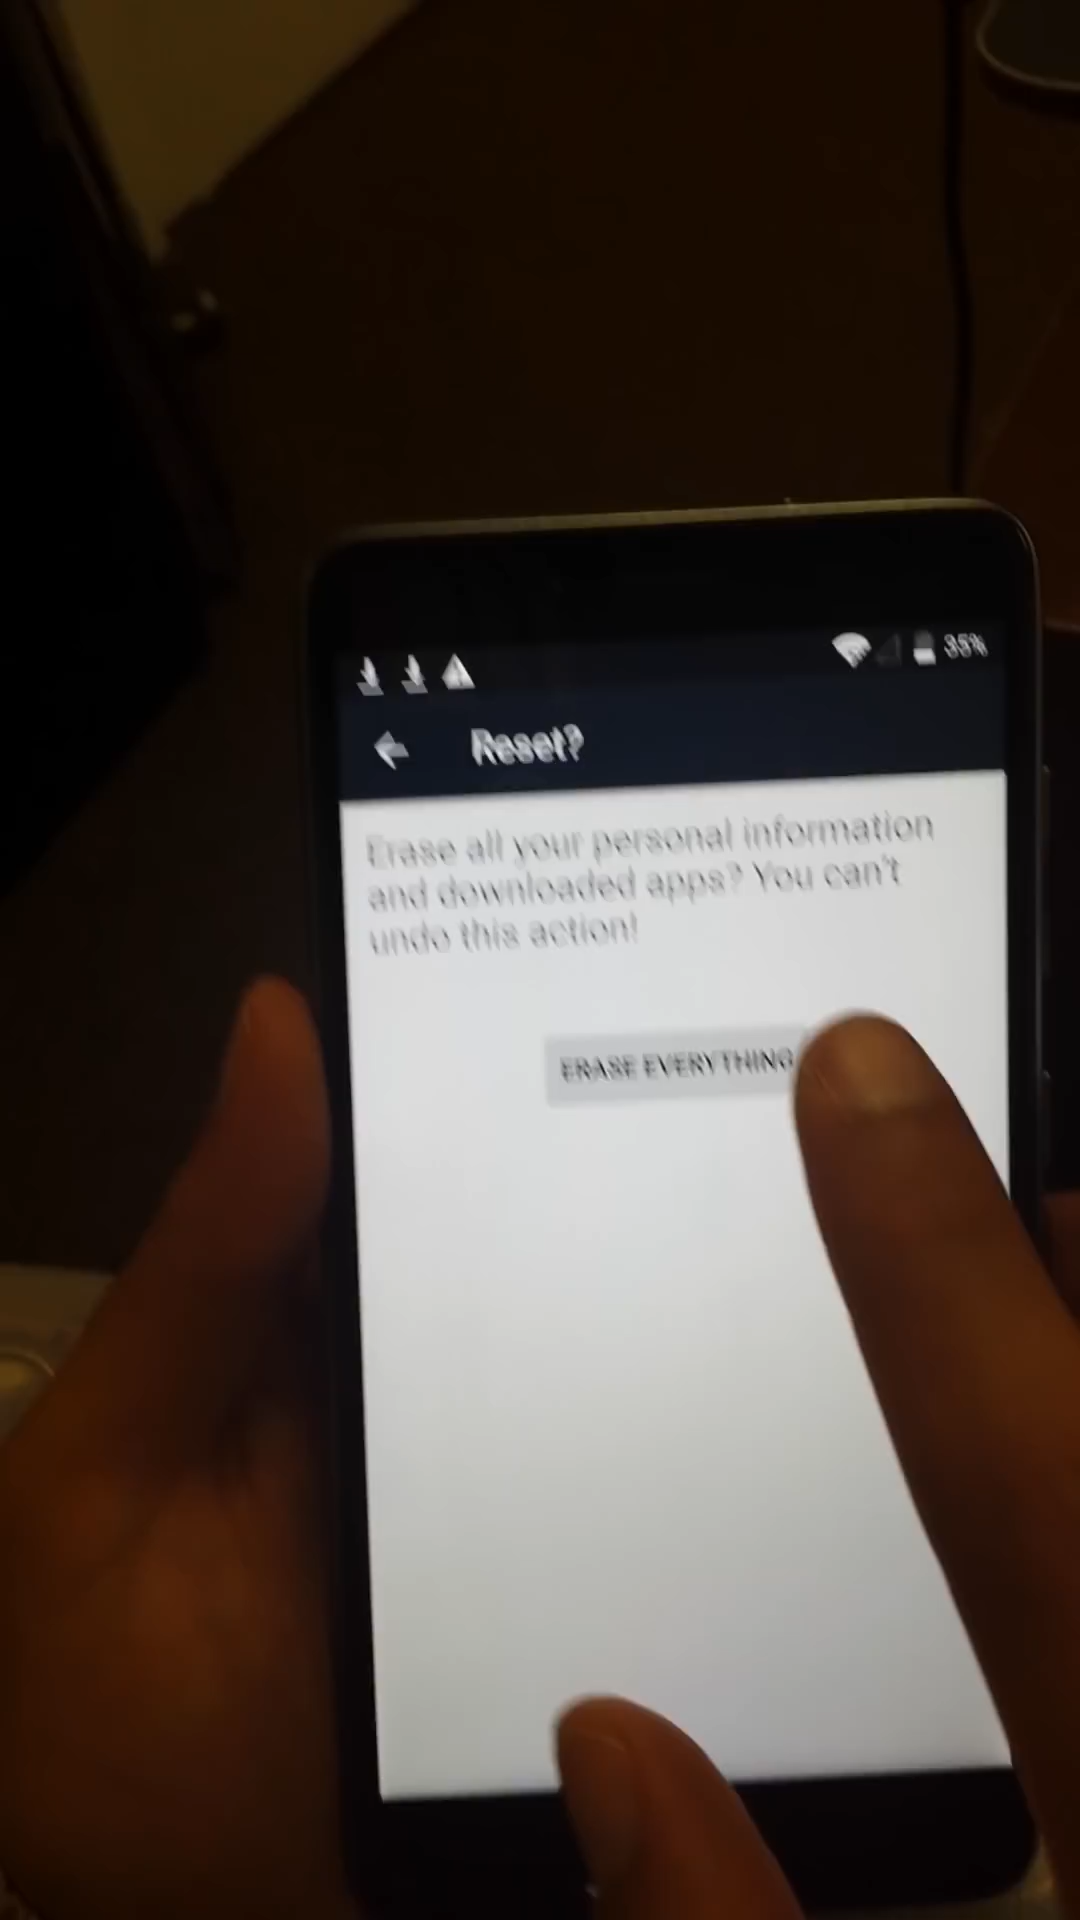 35%
Reset?
Erase all your personal information
and downloaded apps? You can't
undo this action!
ERASE EVERYTHING